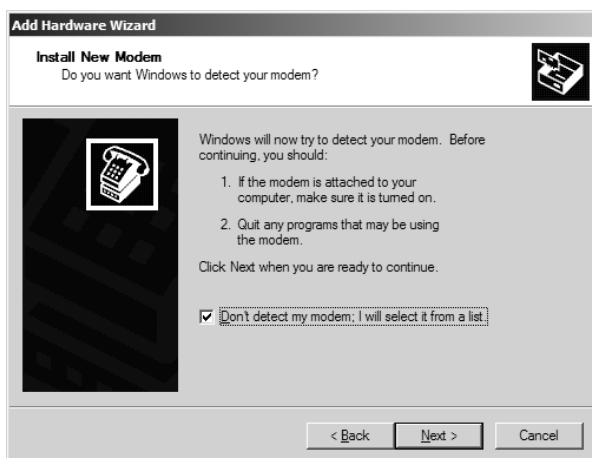 Add Hardware Wizard
Install New Modem
Do you want Windows to detect your modem?
Windows will now try to detect your modem. Before
continuing, you should:
1. If the modem is attached to your
computer, make sure it is turned on.
2. Quit any programs that may be using
the modem.
Click Next when you are ready to continue.
Don't detect my modem; I will select it from a list.
< Back Next > Cancel